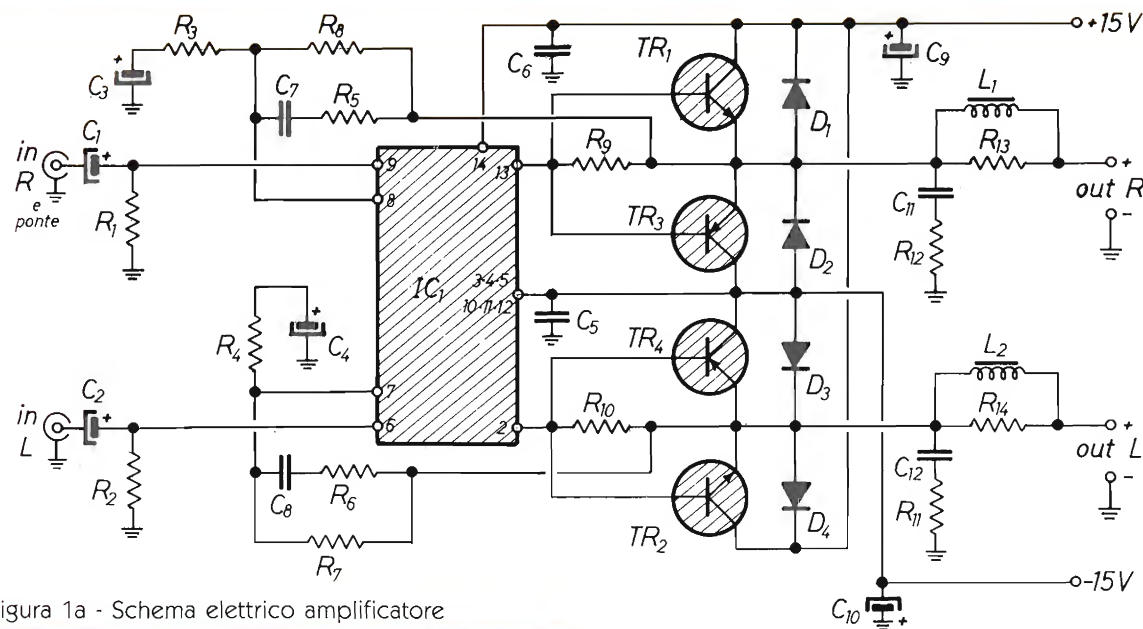 R3
R8
TR1
+15V
C3
+
C7
R5
C6
C9
+
C1
+
in
R
e
ponte
R1
9
8
14
13
R9
D1
L1
R13
+
out R
-
TR3
C11
R12
D2
IC1
3-4-5
10-11-12
C5
R4
+
C4
TR4
D3
L2
R14
in
L
C2
+
7
6
2
R10
+
out L
-
R2
C8
R6
R7
TR2
D4
C12
R11
-15V
C10
+
igura 1a - Schema elettrico amplificatore